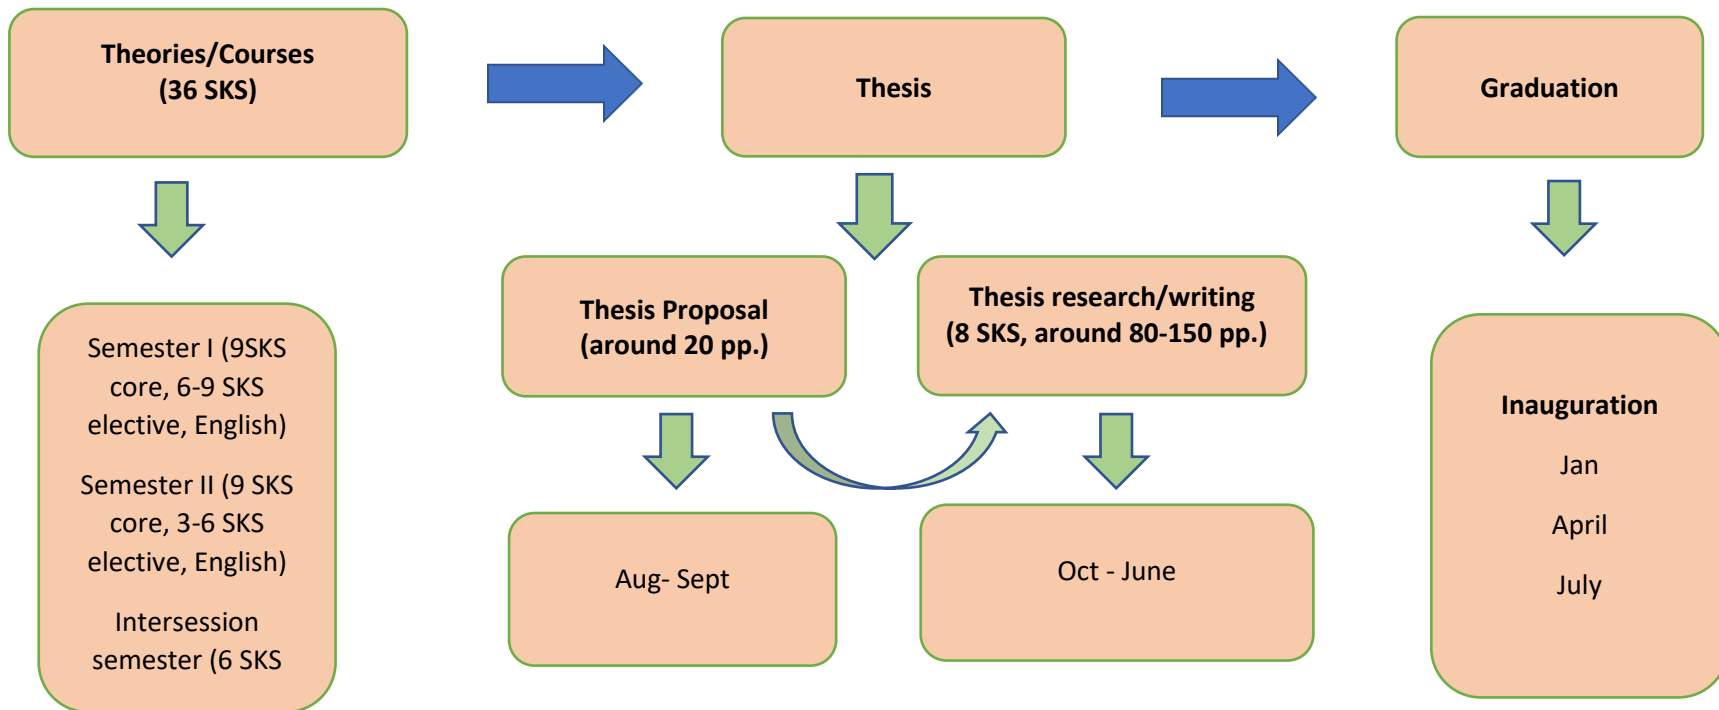 Theories/Courses
(36 SKS)
Thesis
Graduation
Thesis Proposal
(around 20 pp.)
Thesis research/writing
(8 SKS, around 80-150 pp.)
Semester I (9SKS
core, 6-9 SKS
elective, English)
Semester II (9 SKS
core, 3-6 SKS
elective, English)
Intersession
semester (6 SKS
Aug- Sept
Oct - June
Inauguration
Jan
April
July